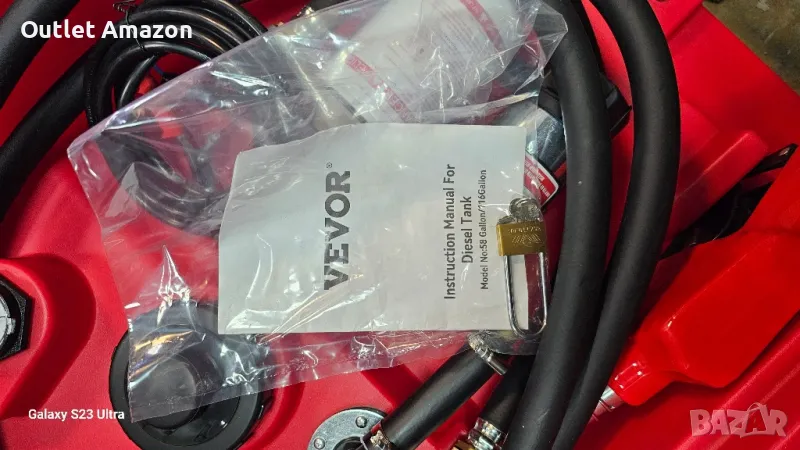 Outlet Amazon
VEVOR®
Instruction Manual For
Diesel Tank
Model No:58 Gallon/116Gallon
Galaxy S23 Ultra
BAZAR